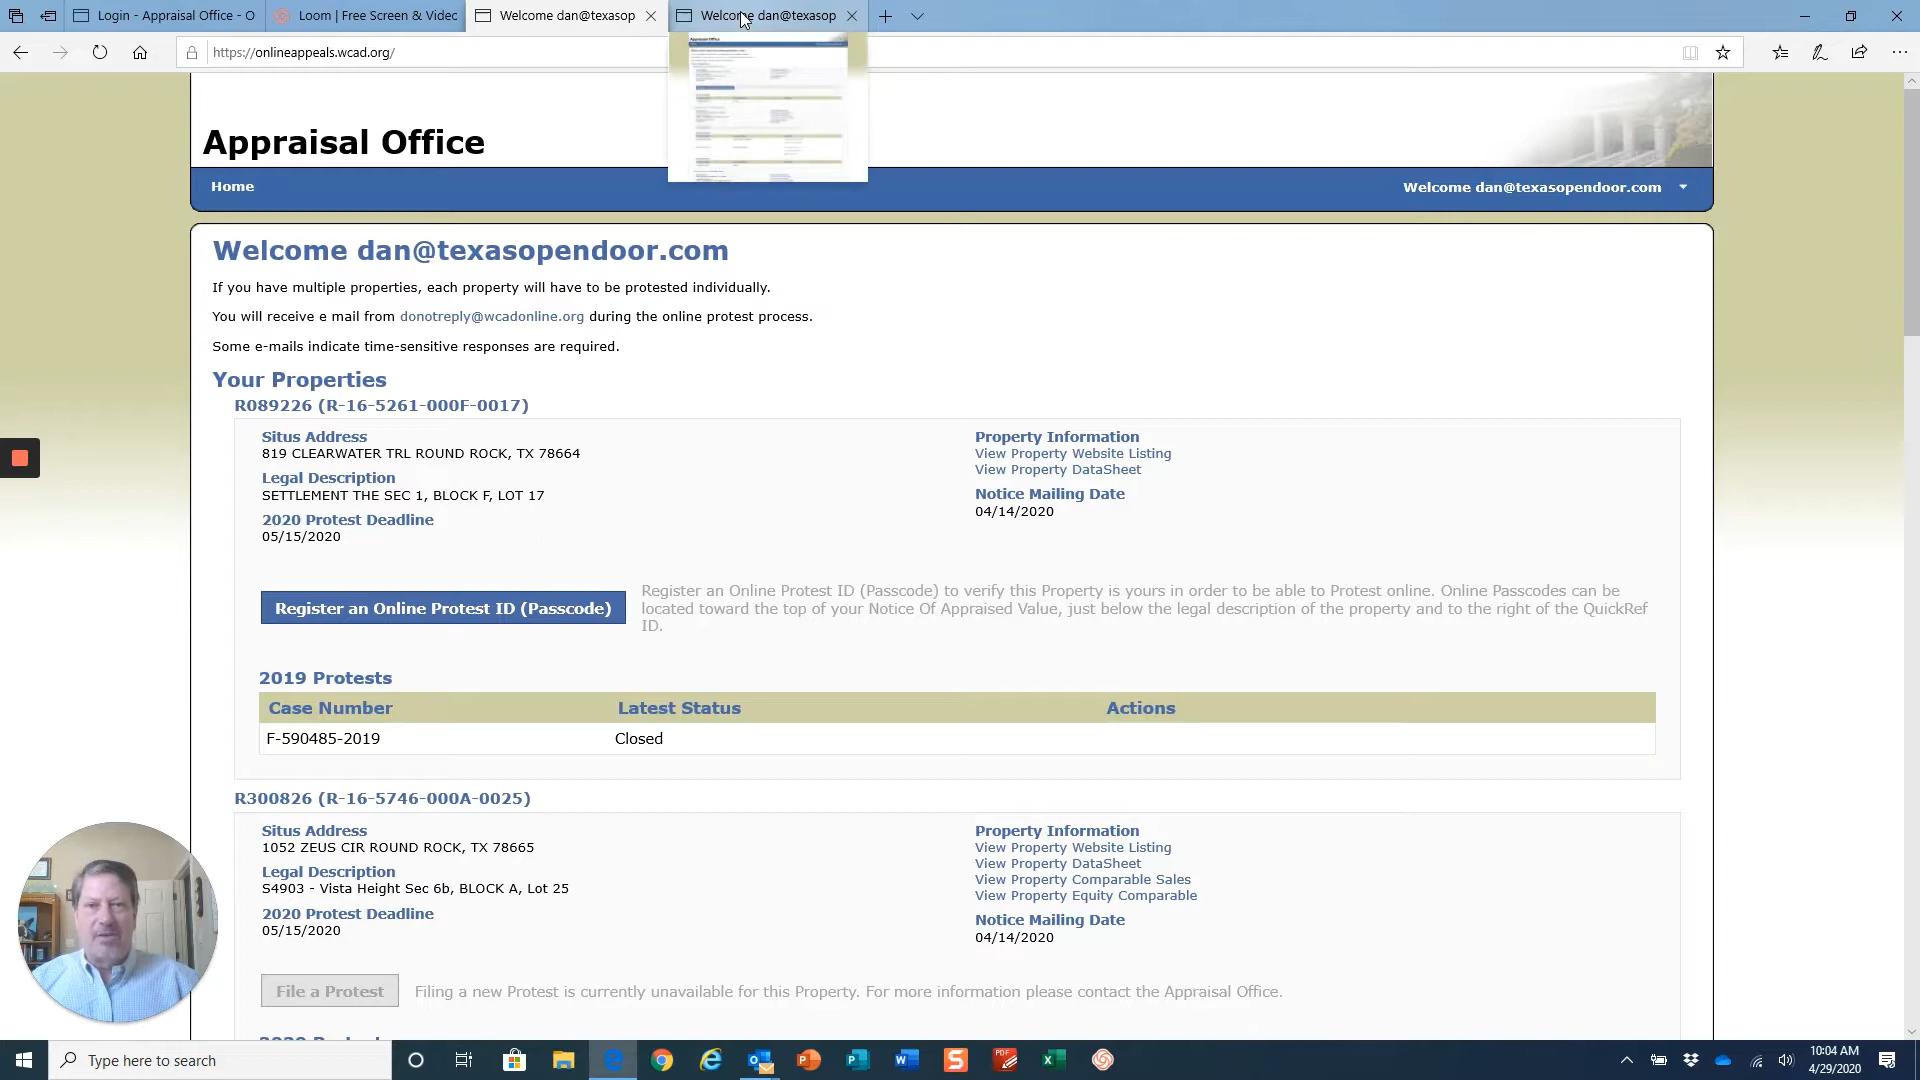 Login - Appraisal Office - O
Loom | Free Screen & Video
Welcome dan@texasop
Welcome dan@texasop
https://onlineappeals.wcad.org/
Appraisal Office
Home
Welcome dan@texasopendoor.com
Welcome dan@texasopendoor.com
If you have multiple properties, each property will have to be protested individually.
You will receive e mail from donotreply@wcadonline.org during the online protest process.
Some e-mails indicate time-sensitive responses are required.
Your Properties
R089226 (R-16-5261-000F-0017)
Situs Address
819 CLEARWATER TRL ROUND ROCK, TX 78664
Legal Description
SETTLEMENT THE SEC 1, BLOCK F, LOT 17
2020 Protest Deadline
05/15/2020
Property Information
View Property Website Listing
View Property DataSheet
Notice Mailing Date
04/14/2020
Register an Online Protest ID (Passcode)
Register an Online Protest ID (Passcode) to verify this Property is yours in order to be able to Protest online. Online Passcodes can be
located toward the top of your Notice Of Appraised Value, just below the legal description of the property and to the right of the QuickRef
ID.
2019 Protests
Case Number Latest Status Actions
F-590485-2019 Closed
R300826 (R-16-5746-000A-0025)
Situs Address
1052 ZEUS CIR ROUND ROCK, TX 78665
Legal Description
S4903 - Vista Height Sec 6b, BLOCK A, Lot 25
2020 Protest Deadline
05/15/2020
Property Information
View Property Website Listing
View Property DataSheet
View Property Comparable Sales
View Property Equity Comparable
Notice Mailing Date
04/14/2020
File a Protest
Filing a new Protest is currently unavailable for this Property. For more information please contact the Appraisal Office.
Type here to search
10:04 AM
4/29/2020